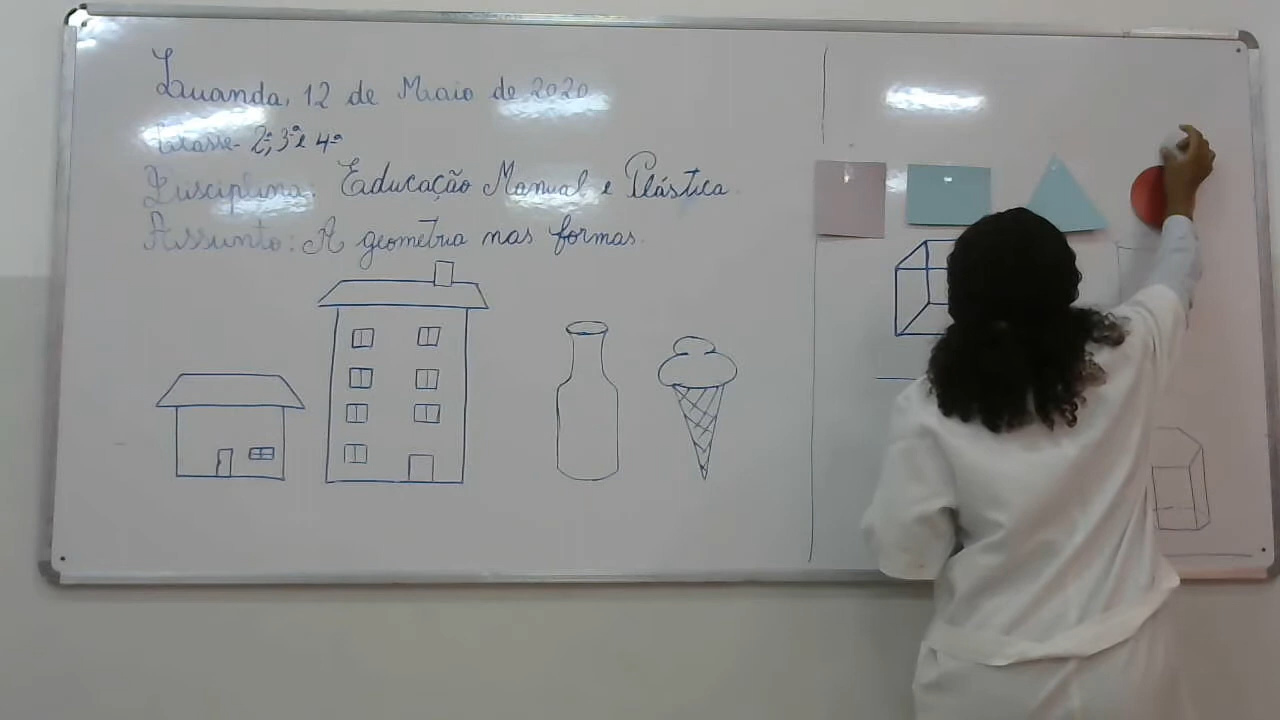 Luanda, 12 de Maio de 2020
Classe- 2ª, 3ª e 4ª
Disciplina: Educação Manual e Plástica
Assunto: A geometria nas formas.